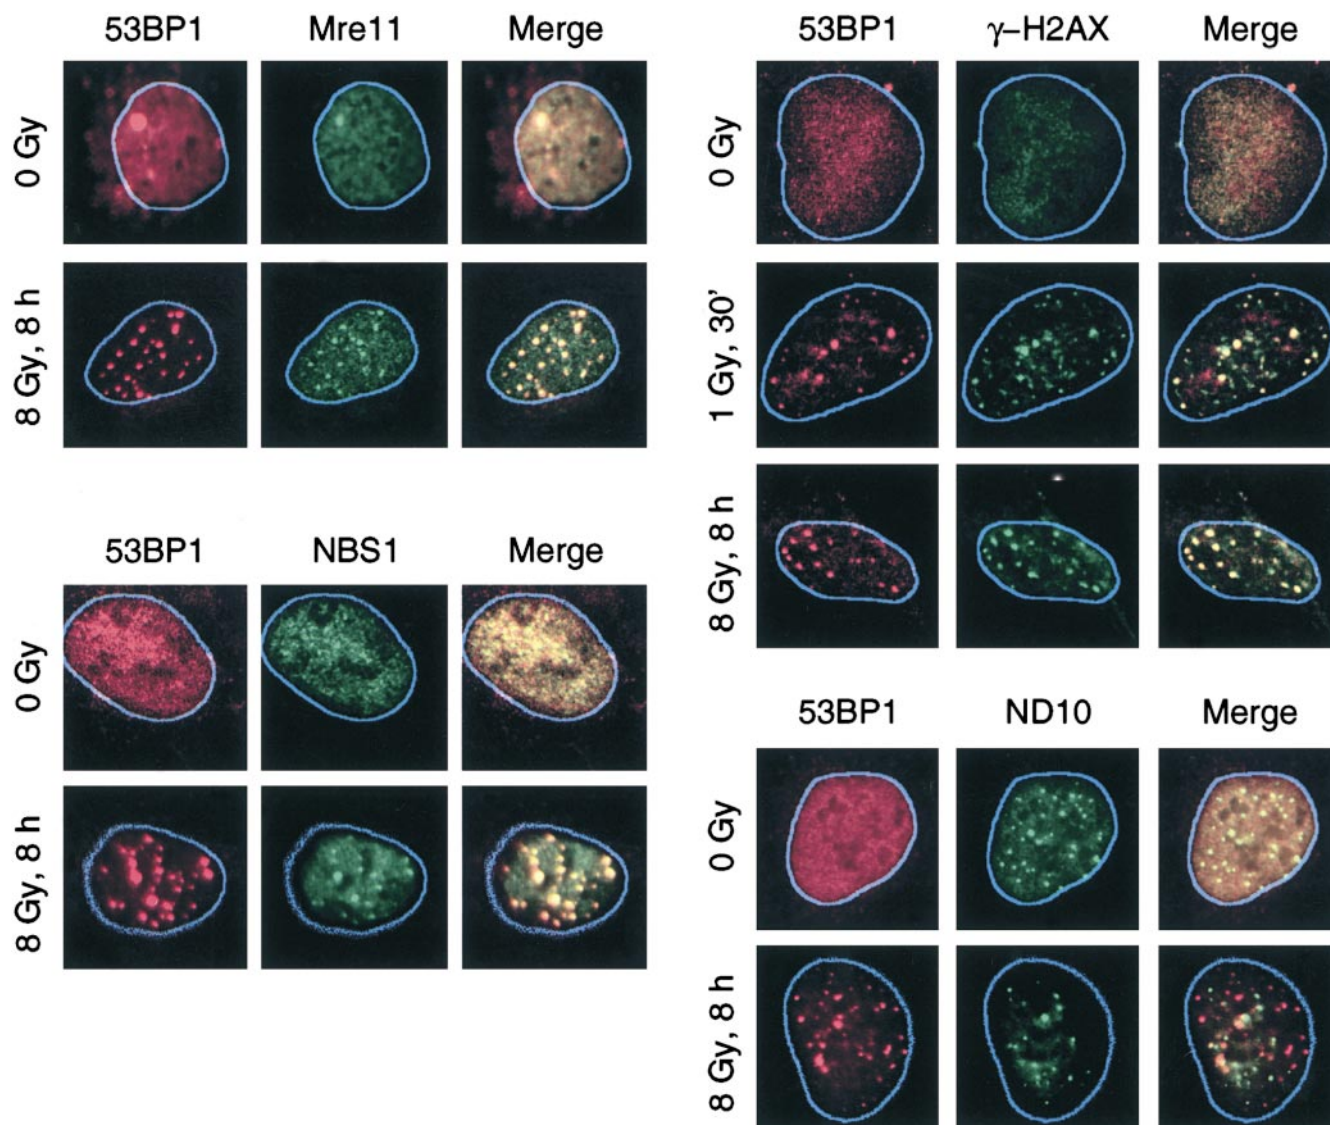 53BP1 Mre11 Merge
0 Gy
8 Gy, 8 h
53BP1 NBS1 Merge
0 Gy
8 Gy, 8 h
53BP1 γ–H2AX Merge
0 Gy
1 Gy, 30'
8 Gy, 8 h
53BP1 ND10 Merge
0 Gy
8 Gy, 8 h